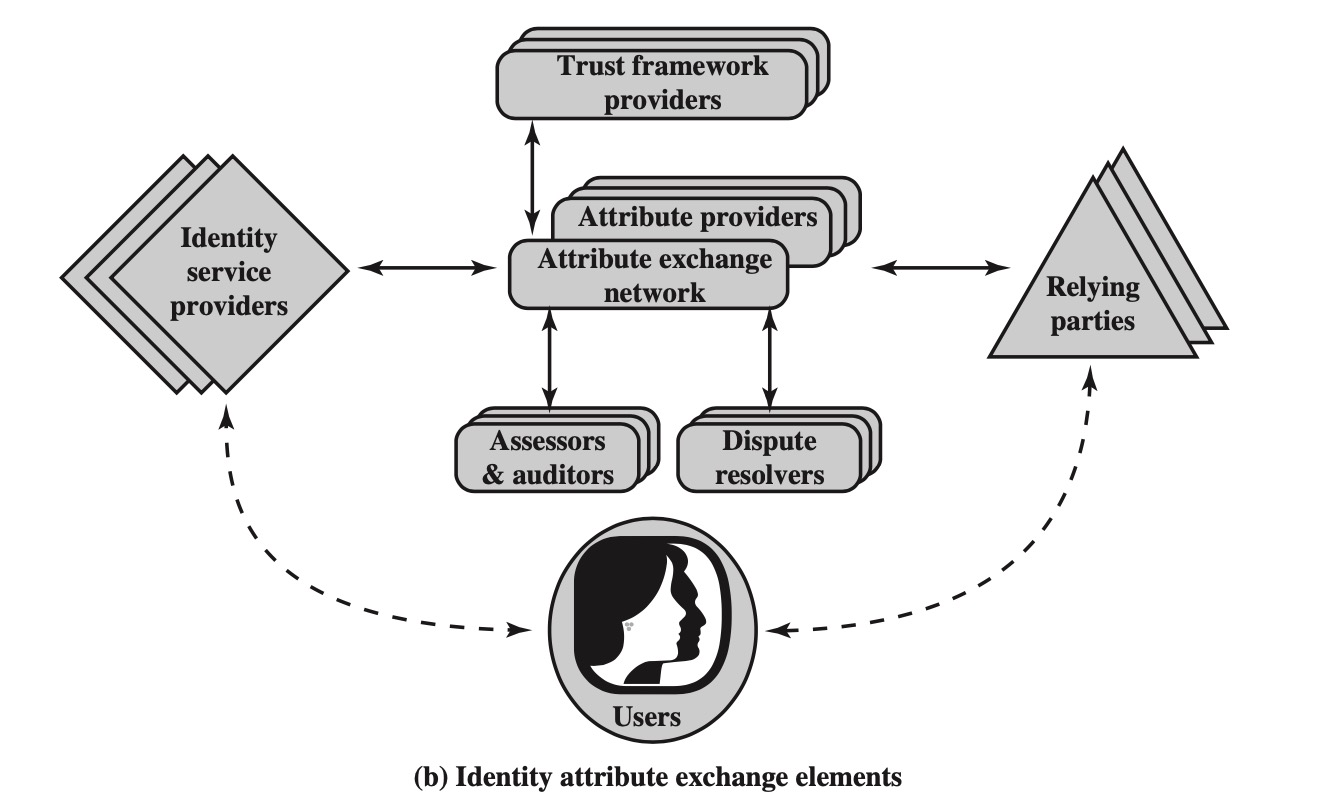 Trust framework
providers
Attribute providers
Attribute exchange
network
Identity
service
providers
Relying
parties
Assessors
& auditors
Dispute
resolvers
Users
(b) Identity attribute exchange elements